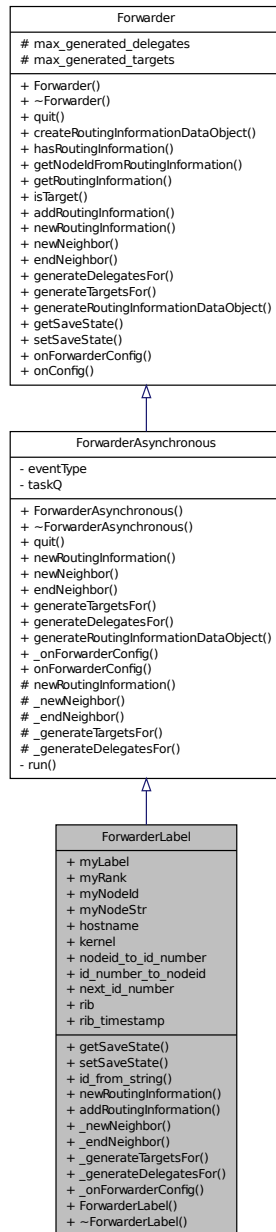 Forwarder
# max_generated_delegates
# max_generated_targets
+ Forwarder()
+ ~Forwarder()
+ quit()
+ createRoutingInformationDataObject()
+ hasRoutingInformation()
+ getNodeIdFromRoutingInformation()
+ getRoutingInformation()
+ isTarget()
+ addRoutingInformation()
+ newRoutingInformation()
+ newNeighbor()
+ endNeighbor()
+ generateDelegatesFor()
+ generateTargetsFor()
+ generateRoutingInformationDataObject()
+ getSaveState()
+ setSaveState()
+ onForwarderConfig()
+ onConfig()
ForwarderAsynchronous
- eventType
- taskQ
+ ForwarderAsynchronous()
+ ~ForwarderAsynchronous()
+ quit()
+ newRoutingInformation()
+ newNeighbor()
+ endNeighbor()
+ generateTargetsFor()
+ generateDelegatesFor()
+ generateRoutingInformationDataObject()
+ _onForwarderConfig()
+ onForwarderConfig()
# newRoutingInformation()
# _newNeighbor()
# _endNeighbor()
# _generateTargetsFor()
# _generateDelegatesFor()
- run()
ForwarderLabel
+ myLabel
+ myRank
+ myNodeId
+ myNodeStr
+ hostname
+ kernel
+ nodeid_to_id_number
+ id_number_to_nodeid
+ next_id_number
+ rib
+ rib_timestamp
+ getSaveState()
+ setSaveState()
+ id_from_string()
+ newRoutingInformation()
+ addRoutingInformation()
+ _newNeighbor()
+ _endNeighbor()
+ _generateTargetsFor()
+ _generateDelegatesFor()
+ _onForwarderConfig()
+ ForwarderLabel()
+ ~ForwarderLabel()